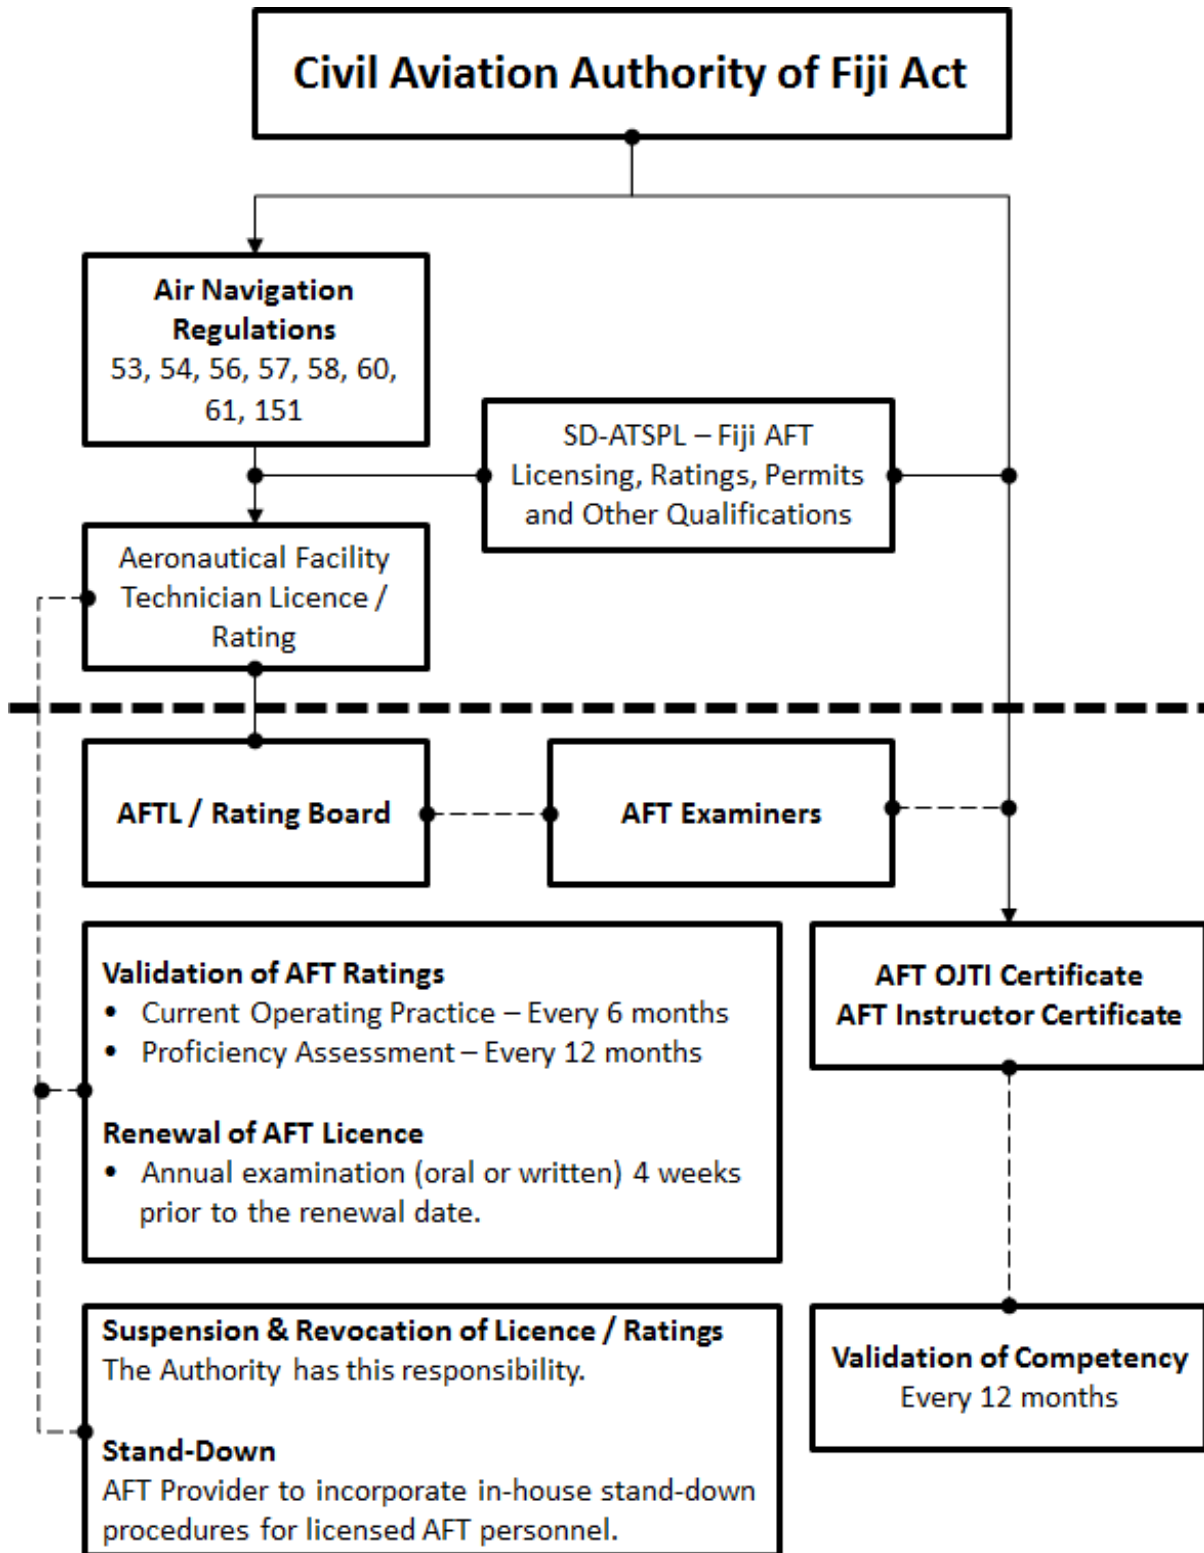 Civil Aviation Authority of Fiji Act
Air Navigation
Regulations
53, 54, 56, 57, 58, 60,
61, 151
SD-ATSPL – Fiji AFT
Licensing, Ratings, Permits
and Other Qualifications
Aeronautical Facility
Technician Licence /
Rating
AFTL / Rating Board
AFT Examiners
Validation of AFT Ratings
• Current Operating Practice – Every 6 months
• Proficiency Assessment – Every 12 months
Renewal of AFT Licence
• Annual examination (oral or written) 4 weeks
prior to the renewal date.
AFT OJTI Certificate
AFT Instructor Certificate
Suspension & Revocation of Licence / Ratings
The Authority has this responsibility.
Stand-Down
AFT Provider to incorporate in-house stand-down
procedures for licensed AFT personnel.
Validation of Competency
Every 12 months